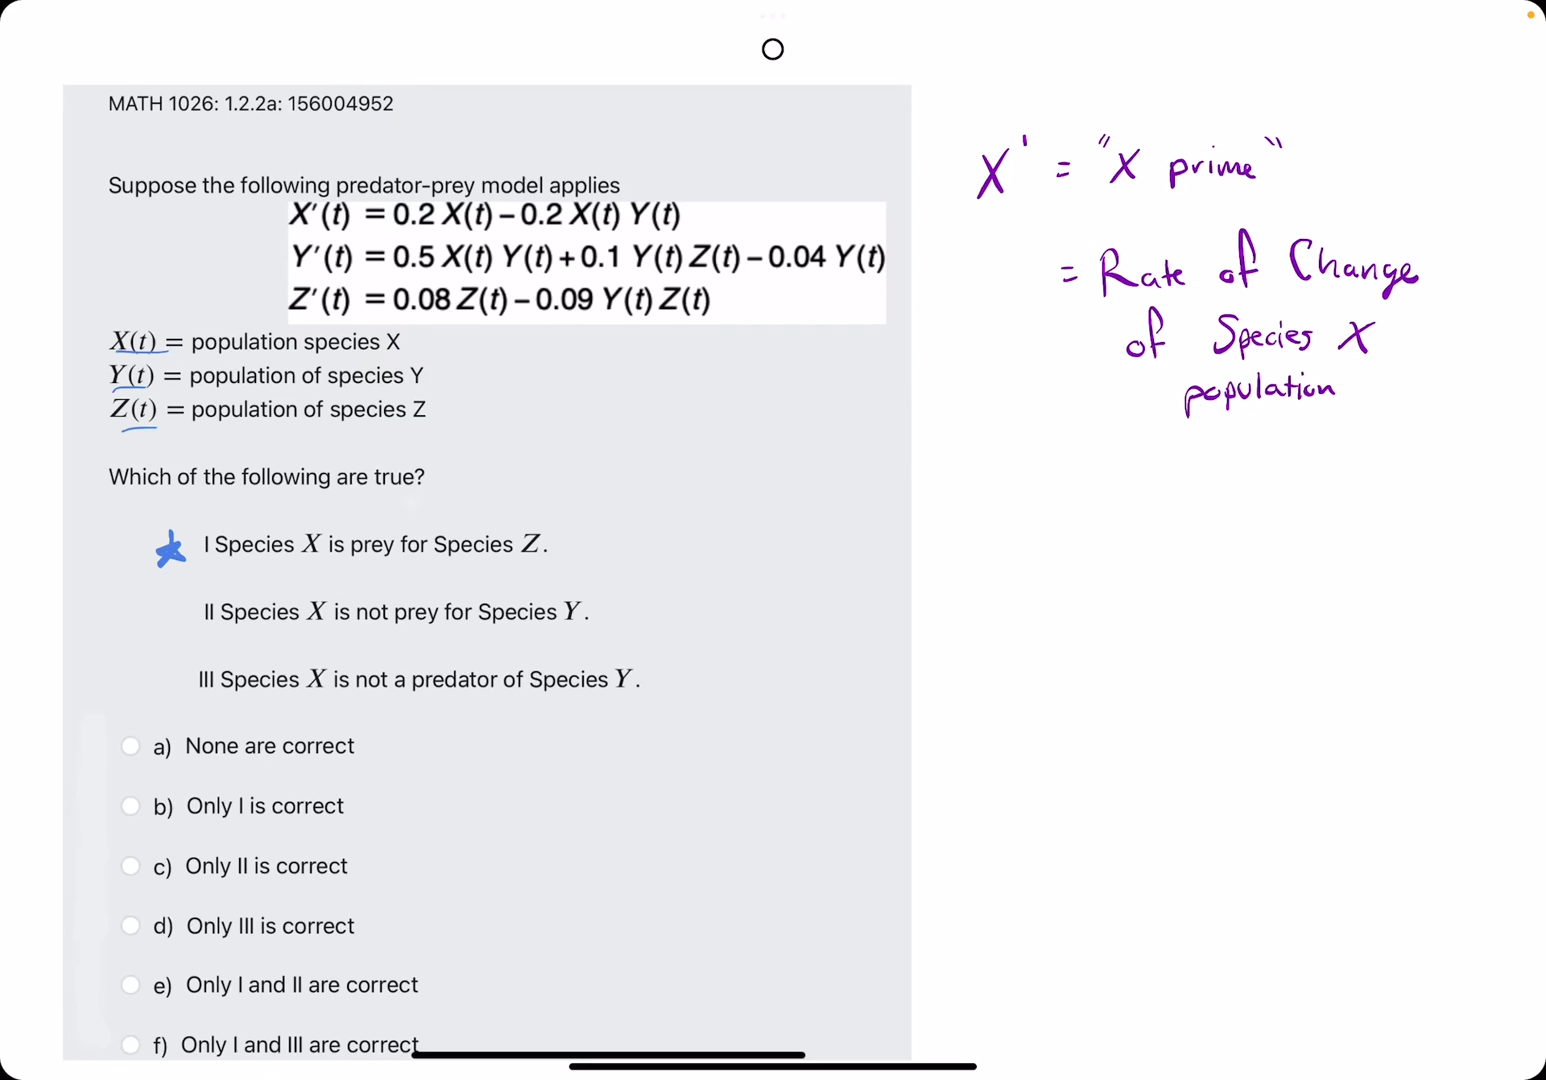 MATH 1026: 1.2.2a: 156004952
Suppose the following predator-prey model applies
X′(t) = 0.2 X(t) – 0.2 X(t) Y(t)
Y′(t) = 0.5 X(t) Y(t) + 0.1 Y(t) Z(t) – 0.04 Y(t)
Z′(t) = 0.08 Z(t) – 0.09 Y(t) Z(t)
X(t) = population species X
Y(t) = population of species Y
Z(t) = population of species Z
Which of the following are true?
I Species X is prey for Species Z.
II Species X is not prey for Species Y.
III Species X is not a predator of Species Y.
a) None are correct
b) Only I is correct
c) Only II is correct
d) Only III is correct
e) Only I and II are correct
f) Only I and III are correct
X' = "X prime"
= Rate of Change
of Species X
population